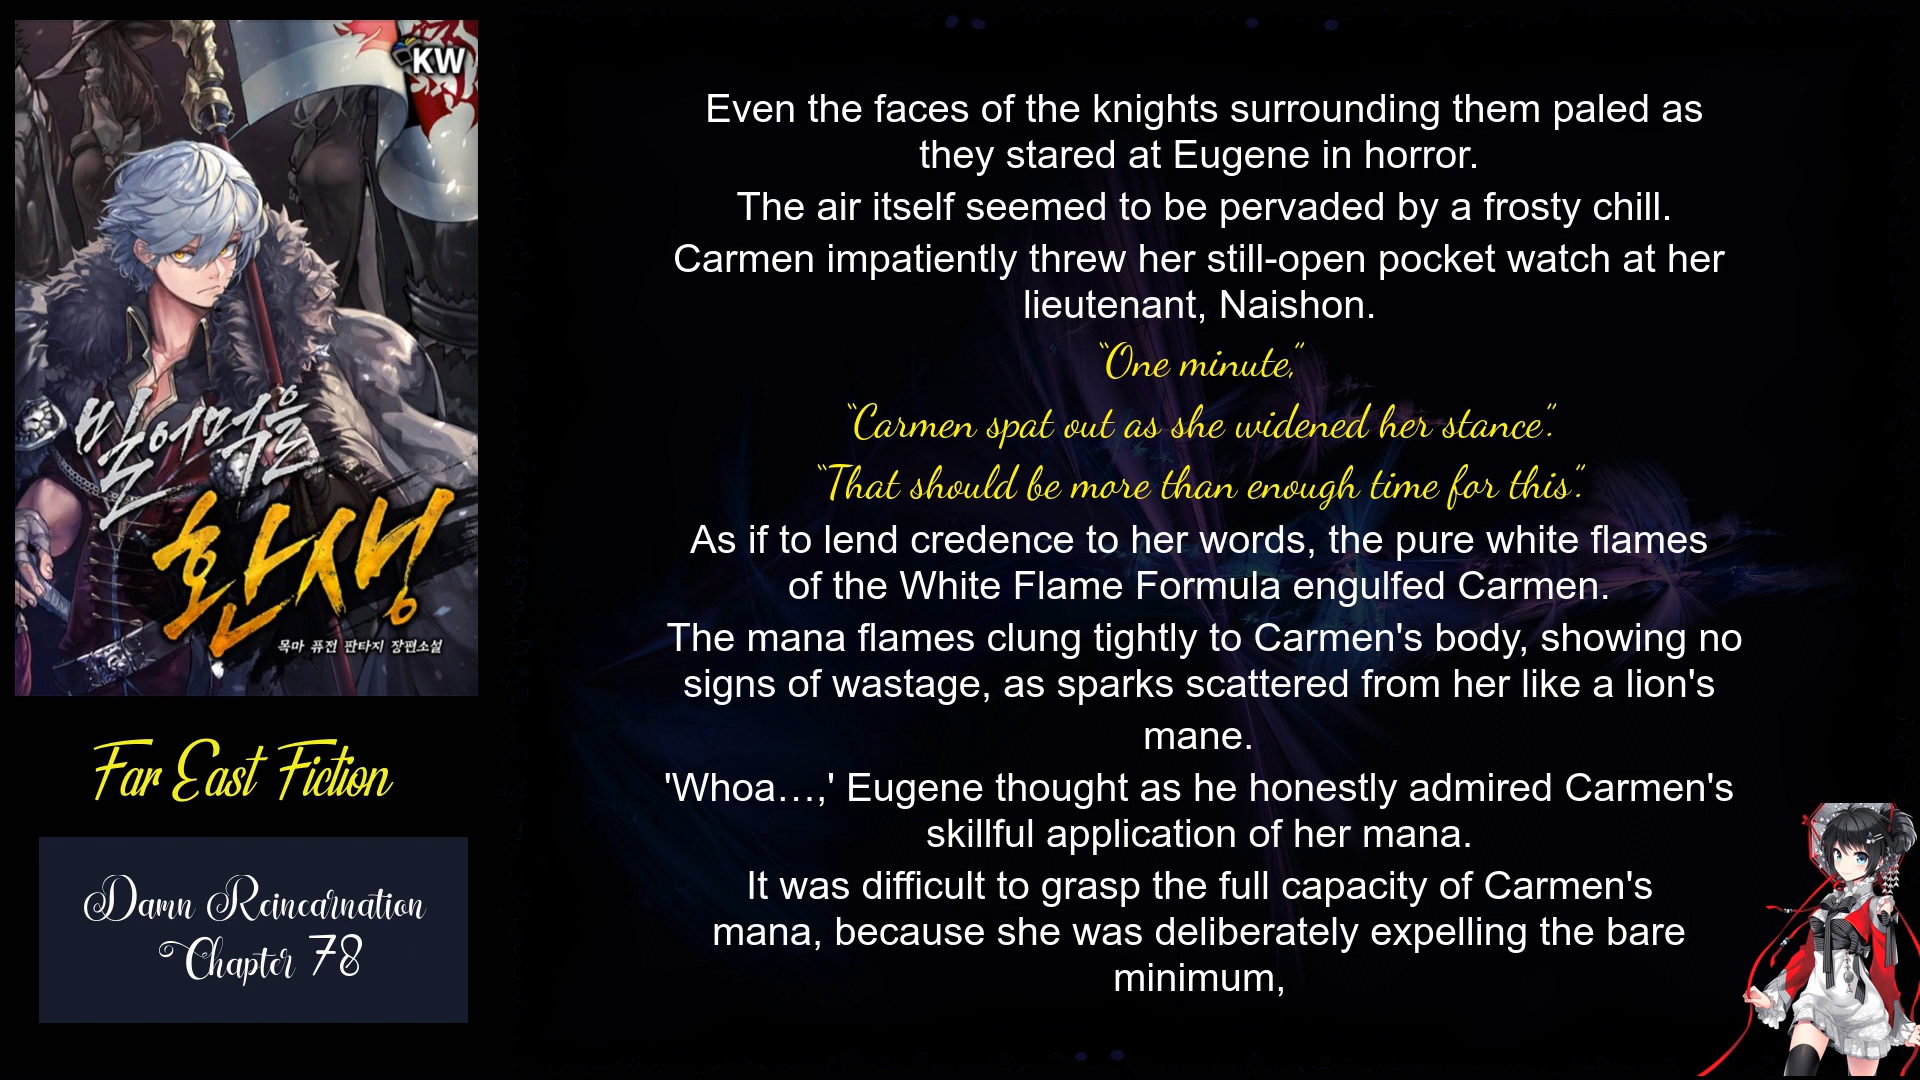 KW
빌어먹을
환생
목마 퓨전 판타지 장편소설
Far East Fiction
Damn Reincarnation
Chapter 78
Even the faces of the knights surrounding them paled as
they stared at Eugene in horror.
The air itself seemed to be pervaded by a frosty chill.
Carmen impatiently threw her still-open pocket watch at her
lieutenant, Naishon.
“One minute,”
“Carmen spat out as she widened her stance”.
“That should be more than enough time for this”.
As if to lend credence to her words, the pure white flames
of the White Flame Formula engulfed Carmen.
The mana flames clung tightly to Carmen's body, showing no
signs of wastage, as sparks scattered from her like a lion's
mane.
'Whoa…,' Eugene thought as he honestly admired Carmen's
skillful application of her mana.
It was difficult to grasp the full capacity of Carmen's
mana, because she was deliberately expelling the bare
minimum,